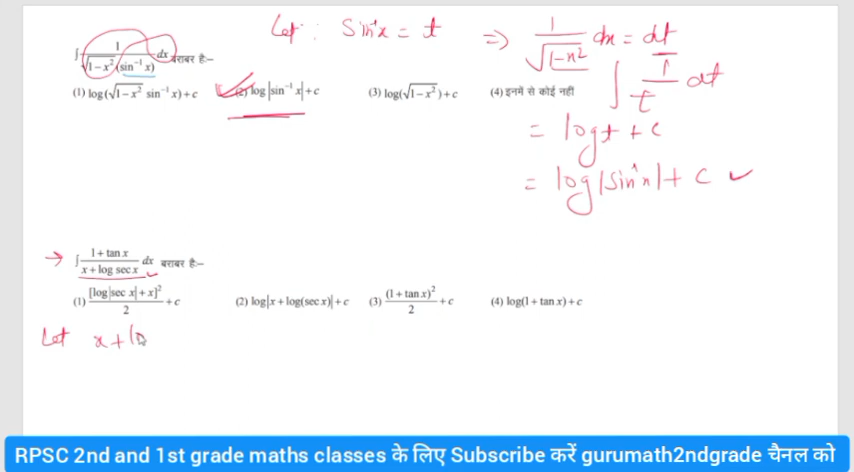 Let : Sin⁻¹x = t ⇒ 1/√(1-x²) dx = dt
∫ 1/(√(1-x²)(sin⁻¹ x)) dx बराबर है:-
(1) log(√(1-x²) sin⁻¹ x)+c (2) log|sin⁻¹ x|+c (3) log(√(1-x²))+c (4) इनमें से कोई नहीं
∫ 1/t dt
= log t + c
= log|sin⁻¹x| + c ✓
→ ∫ (1+tan x)/(x+log sec x) dx बराबर है:-
(1) [log|sec x|+x]²/2 +c (2) log|x+log(sec x)|+c (3) (1+tan x)²/2 +c (4) log(1+tan x)+c
Let x + lo
RPSC 2nd and 1st grade maths classes के लिए Subscribe करें gurumath2ndgrade चैनल को